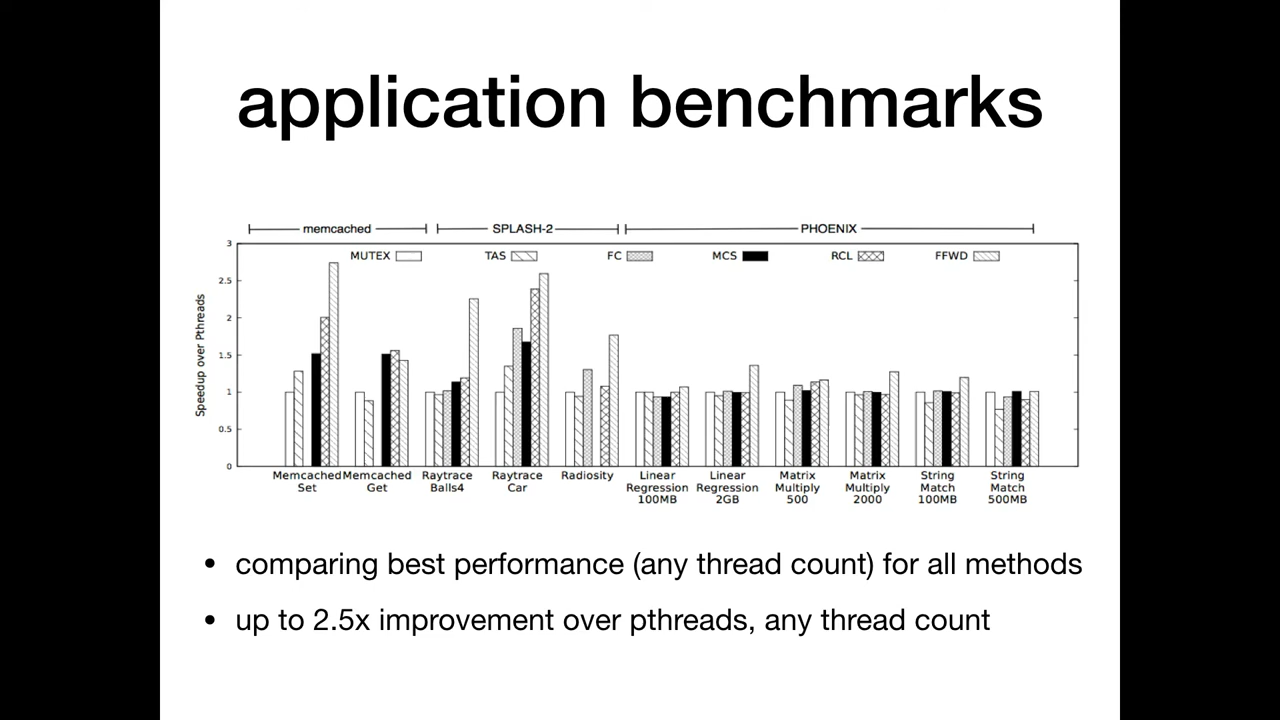 application benchmarks
memcached SPLASH-2 PHOENIX
MUTEX TAS FC MCS RCL FFWD
Speedup over Pthreads
3
2.5
2
1.5
1
0.5
0
Memcached Set
Memcached Get
Raytrace Balls4
Raytrace Car
Radiosity
Linear Regression 100MB
Linear Regression 2GB
Matrix Multiply 500
Matrix Multiply 2000
String Match 100MB
String Match 500MB
• comparing best performance (any thread count) for all methods
• up to 2.5x improvement over pthreads, any thread count